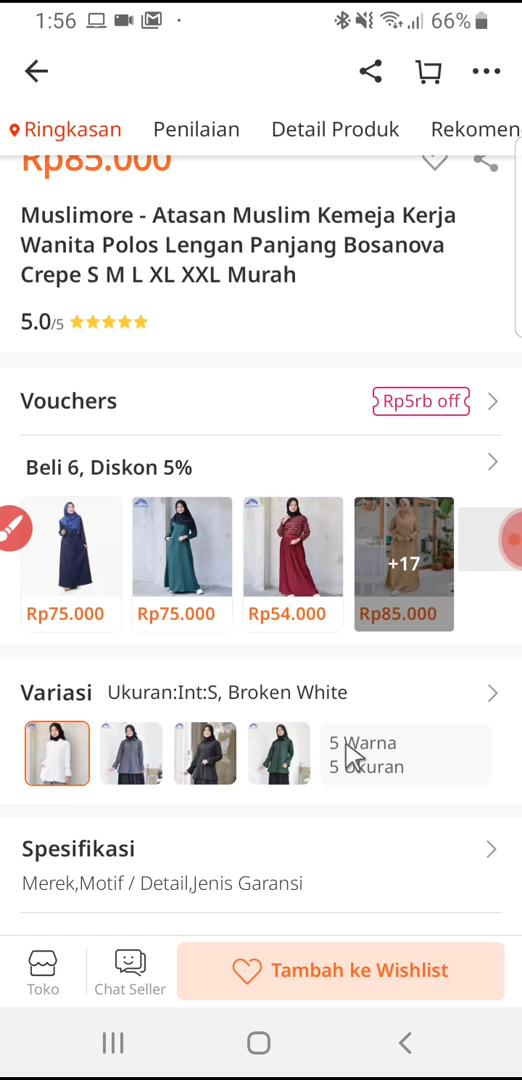 1:56
66%
Ringkasan Penilaian Detail Produk Rekomen
Rp85.000
Muslimore - Atasan Muslim Kemeja Kerja
Wanita Polos Lengan Panjang Bosanova
Crepe S M L XL XXL Murah
5.0/5
Vouchers Rp5rb off
Beli 6, Diskon 5%
+17
Rp75.000 Rp75.000 Rp54.000 Rp85.000
Variasi Ukuran:Int:S, Broken White
5 Warna
5 Ukuran
Spesifikasi
Merek,Motif / Detail,Jenis Garansi
Toko Chat Seller Tambah ke Wishlist